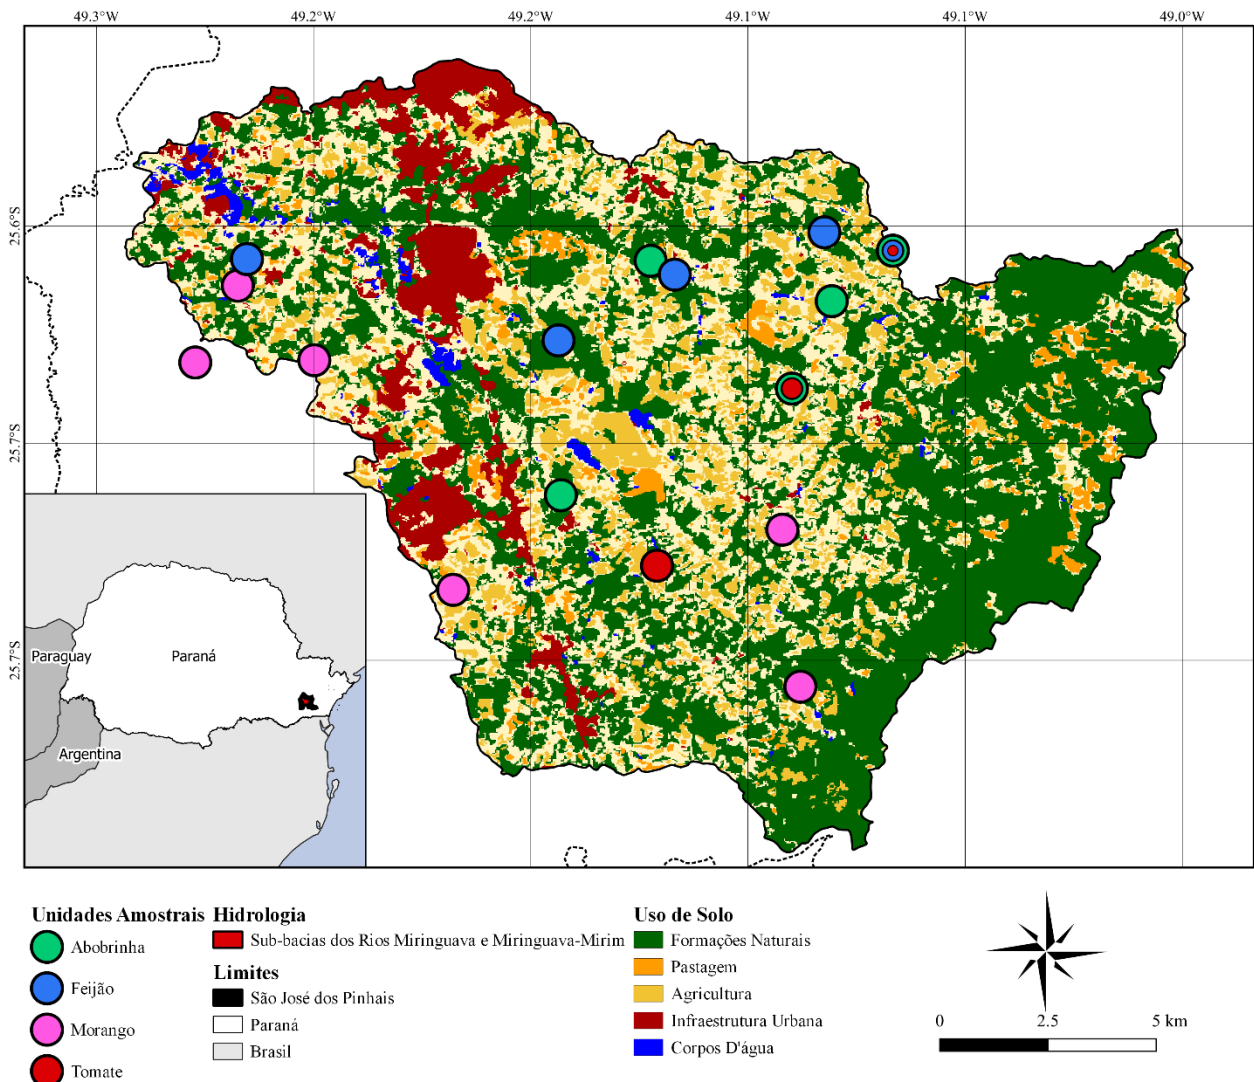 49.3°W 49.2°W 49.2°W 49.1°W 49.1°W 49.0°W
25.6°S
25.7°S
25.7°S
Paraguay
Paraná
Argentina
Unidades Amostrais
Abobrinha
Feijão
Morango
Tomate
Hidrologia
Sub-bacias dos Rios Miringuava e Miringuava-Mirim
Limites
São José dos Pinhais
Paraná
Brasil
Uso de Solo
Formações Naturais
Pastagem
Agricultura
Infraestrutura Urbana
Corpos D'água
0 2.5 5 km